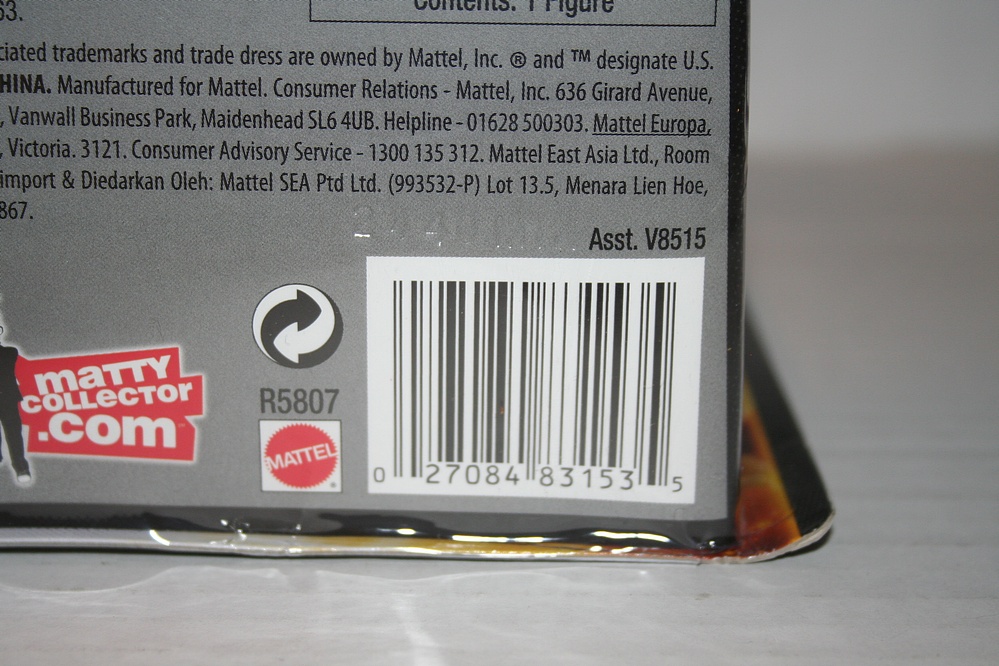 63.
Contents: 1 Figure
ciated trademarks and trade dress are owned by Mattel, Inc. ® and ™ designate U.S.
HINA. Manufactured for Mattel. Consumer Relations - Mattel, Inc. 636 Girard Avenue,
, Vanwall Business Park, Maidenhead SL6 4UB. Helpline - 01628 500303. Mattel Europa,
, Victoria. 3121. Consumer Advisory Service - 1300 135 312. Mattel East Asia Ltd., Room
import & Diedarkan Oleh: Mattel SEA Ptd Ltd. (993532-P) Lot 13.5, Menara Lien Hoe,
867.
Asst. V8515
maTTY
COLLECTOR
.com™
R5807
MATTEL®
0 27084 83153 5